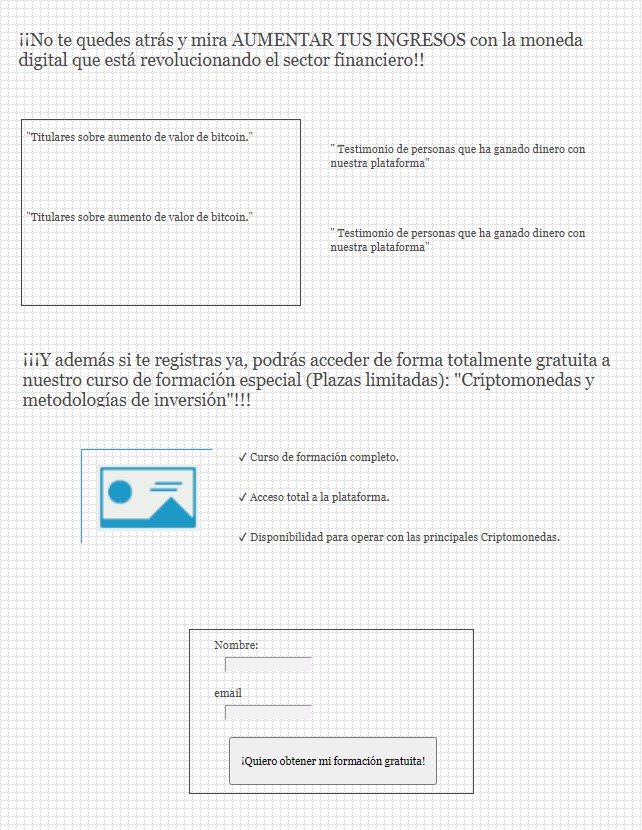 ¡¡No te quedes atrás y mira AUMENTAR TUS INGRESOS con la moneda
digital que está revolucionando el sector financiero!!
"Titulares sobre aumento de valor de bitcoin."
"Titulares sobre aumento de valor de bitcoin."
" Testimonio de personas que ha ganado dinero con
nuestra plataforma"
" Testimonio de personas que ha ganado dinero con
nuestra plataforma"
¡¡¡Y además si te registras ya, podrás acceder de forma totalmente gratuita a
nuestro curso de formación especial (Plazas limitadas): "Criptomonedas y
metodologías de inversión"!!!
✓ Curso de formación completo.
✓ Acceso total a la plataforma.
✓ Disponibilidad para operar con las principales Criptomonedas.
Nombre:
email
¡Quiero obtener mi formación gratuita!